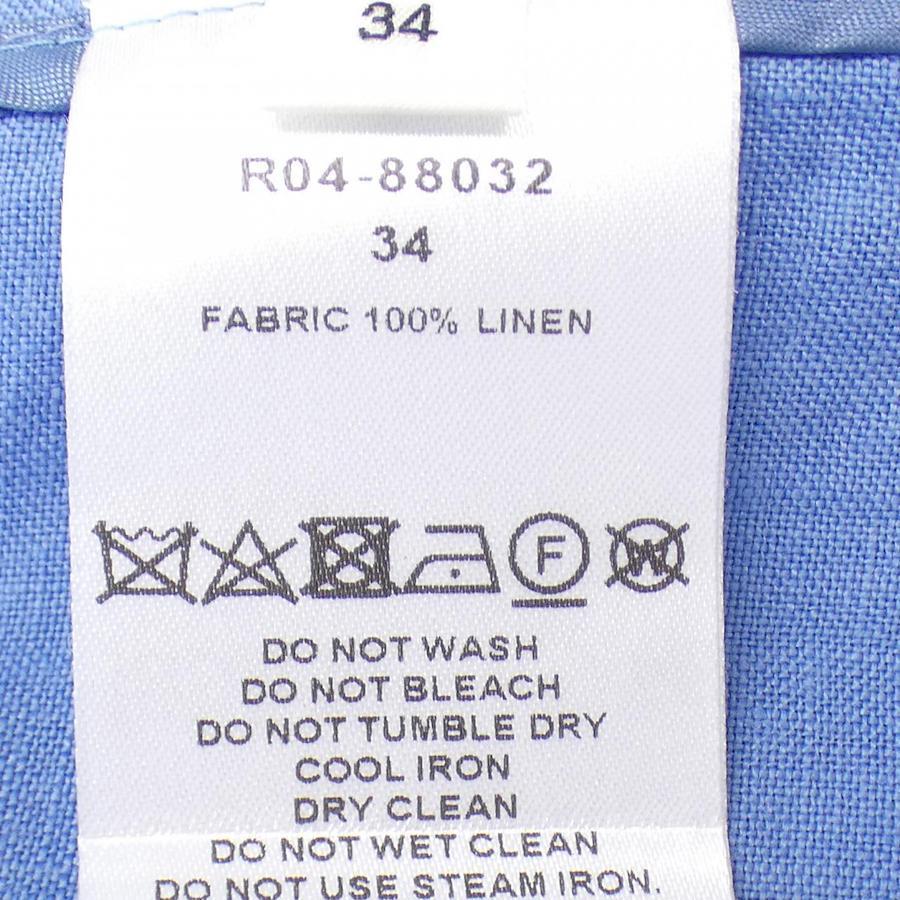 34
R04-88032
34
FABRIC 100% LINEN
F W
DO NOT WASH
DO NOT BLEACH
DO NOT TUMBLE DRY
COOL IRON
DRY CLEAN
DO NOT WET CLEAN
DO NOT USE STEAM IRON.